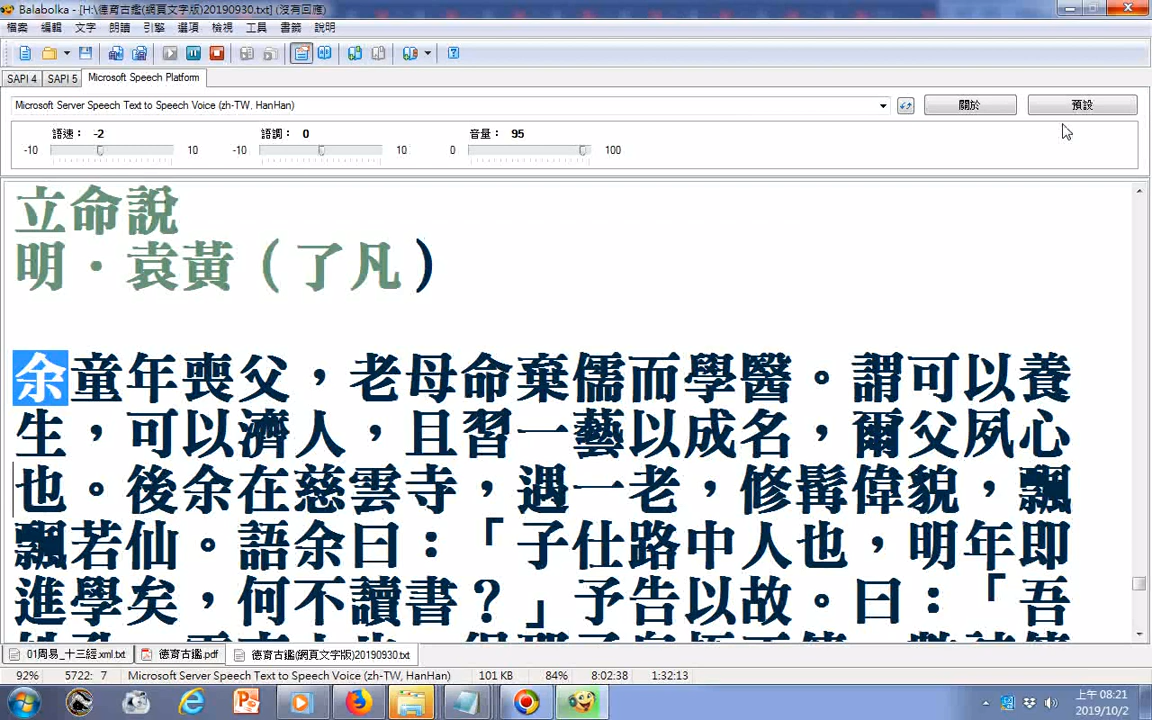 Balabolka - [H:\德育古鑑(網頁文字版)20190930.txt] (沒有回應)
檔案 編輯 文字 朗讀 引擎 選項 檢視 工具 書籤 說明
SAPI 4 SAPI 5 Microsoft Speech Platform
Microsoft Server Speech Text to Speech Voice (zh-TW, HanHan) 關於 預設
語速： -2 語調： 0 音量： 95
-10 10 -10 10 0 100
立命說
明．袁黃（了凡）
余童年喪父，老母命棄儒而學醫。謂可以養
生，可以濟人，且習一藝以成名，爾父夙心
也。後余在慈雲寺，遇一老，修髯偉貌，飄
飄若仙。語余曰：「子仕路中人也，明年即
進學矣，何不讀書？」予告以故。曰：「吾
01周易_十三經.xml.txt 德育古鑑.pdf 德育古鑑(網頁文字版)20190930.txt
92% 5722: 7 Microsoft Server Speech Text to Speech Voice (zh-TW, HanHan) 101 KB 84% 8:02:38 1:32:13
上午 08:21
2019/10/2